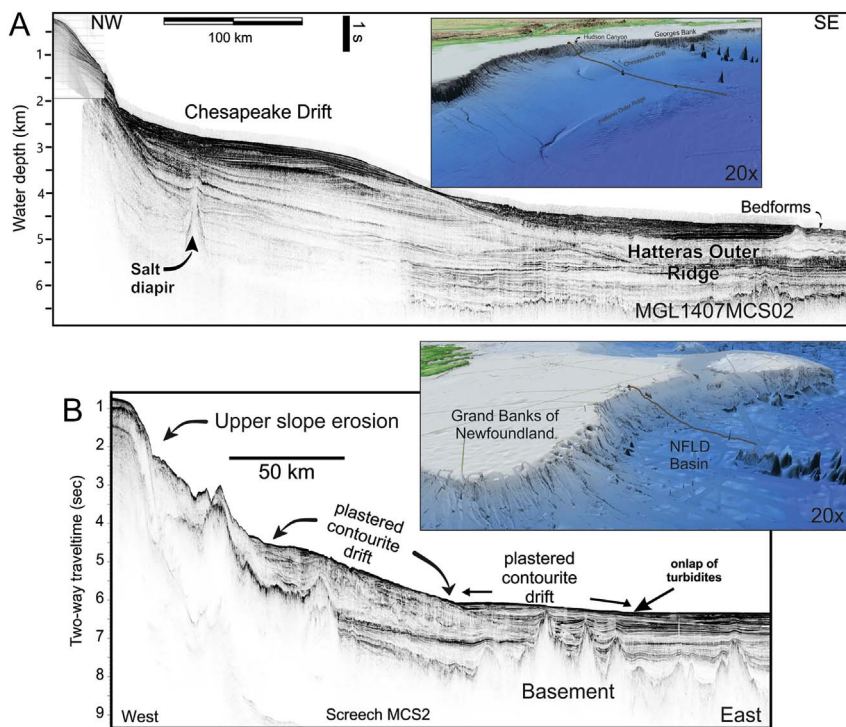 A
NW
100 km
1 s
SE
Hudson Canyon
Georges Bank
Chesapeake Drift
Hatteras Outer Ridge
20x
Chesapeake Drift
Water depth (km)
1
2
3
4
5
6
Salt
diapir
Bedforms
Hatteras Outer
Ridge
MGL1407MCS02
Grand Banks of
Newfoundland
NFLD
Basin
20x
B
Upper slope erosion
50 km
plastered
contourite
drift
plastered
contourite
drift
onlap of
turbidites
Two-way traveltime (sec)
1
2
3
4
5
6
7
8
9
Basement
West
Screech MCS2
East